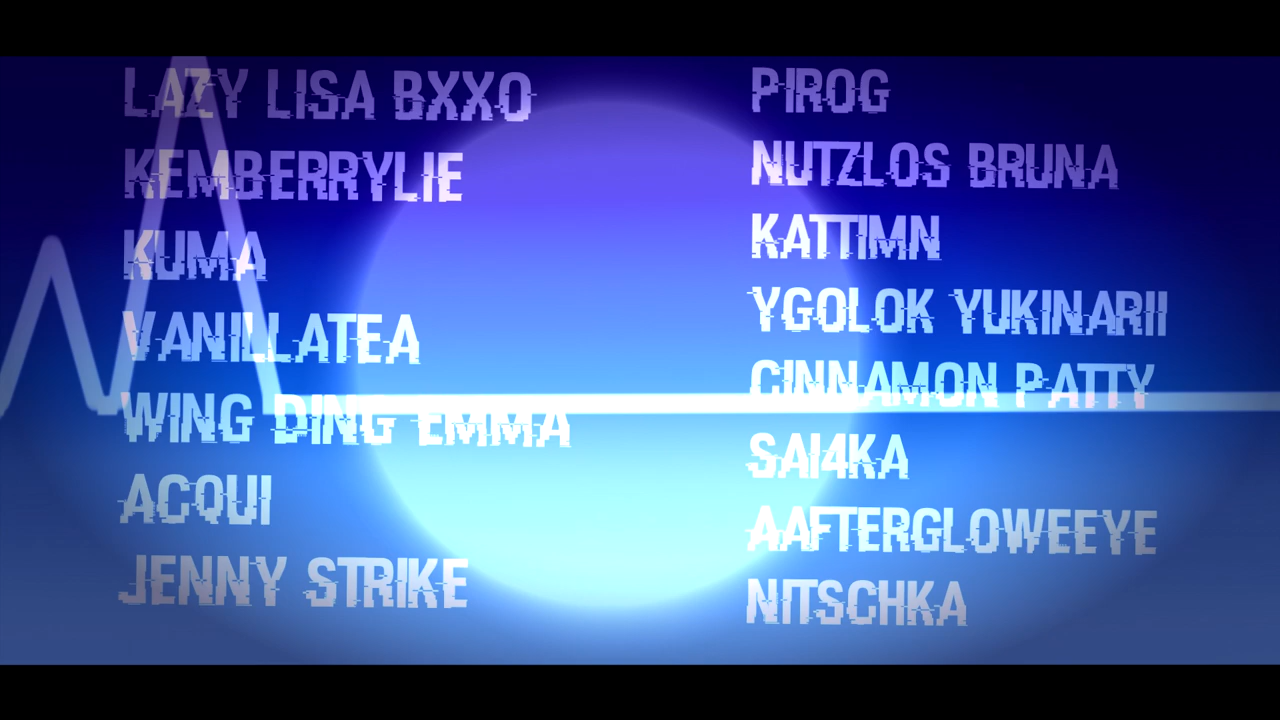 LAZY LISA BXXO
KEMBERRYLIE
KUMA
VANILLATEA
WING DING EMMA
ACQUI
JENNY STRIKE
PIROG
NUTZLOS BRUNA
KATTIMN
YGOLOK YUKINARII
CINNAMON PATTY
SAI4KA
AAFTERGLOWEEYE
NITSCHKA